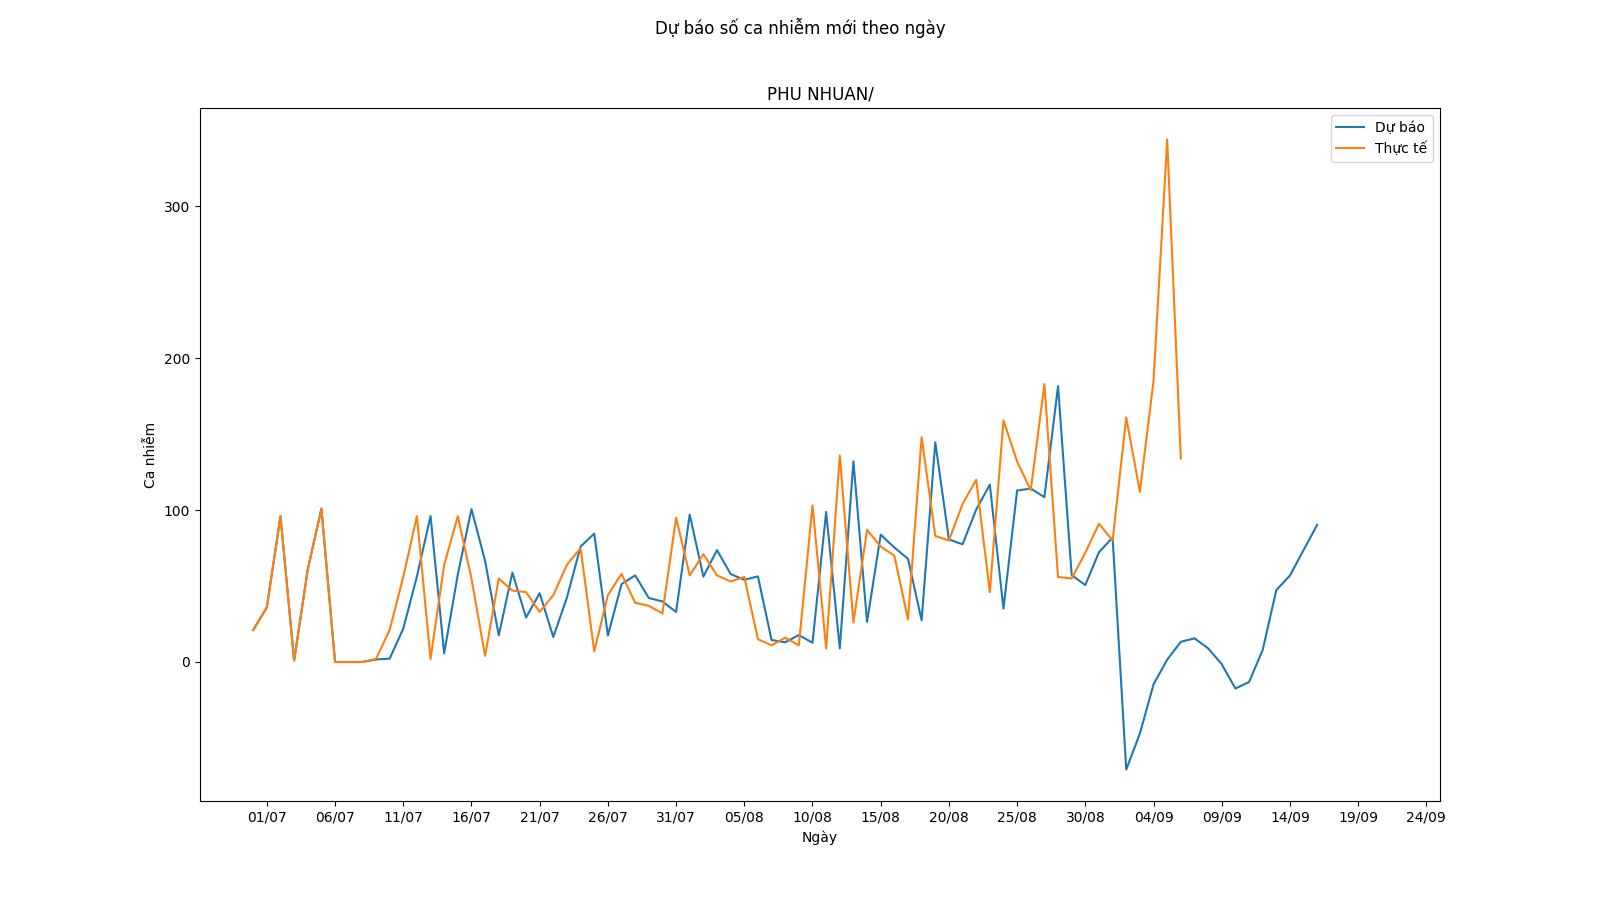 Dự báo số ca nhiễm mới theo ngày
PHU NHUAN/
Dự báo
Thực tế
300
200
100
0
Ca nhiễm
01/07 06/07 11/07 16/07 21/07 26/07 31/07 05/08 10/08 15/08 20/08 25/08 30/08 04/09 09/09 14/09 19/09 24/09
Ngày